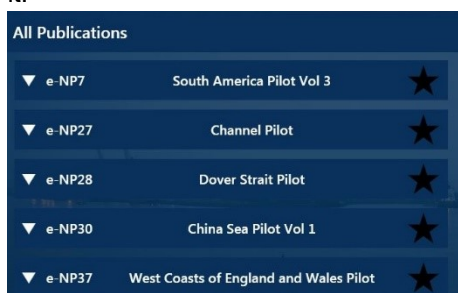 All Publications
e-NP7 South America Pilot Vol 3
e-NP27 Channel Pilot
e-NP28 Dover Strait Pilot
e-NP30 China Sea Pilot Vol 1
e-NP37 West Coasts of England and Wales Pilot